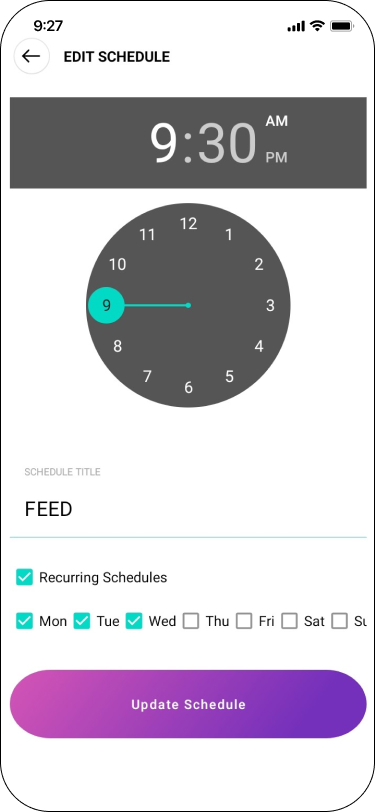 9:27
EDIT SCHEDULE
9:30 AM
PM
12
11 1
10 2
9 3
8 4
7 5
6
SCHEDULE TITLE
FEED
Recurring Schedules
Mon Tue Wed Thu Fri Sat
Update Schedule